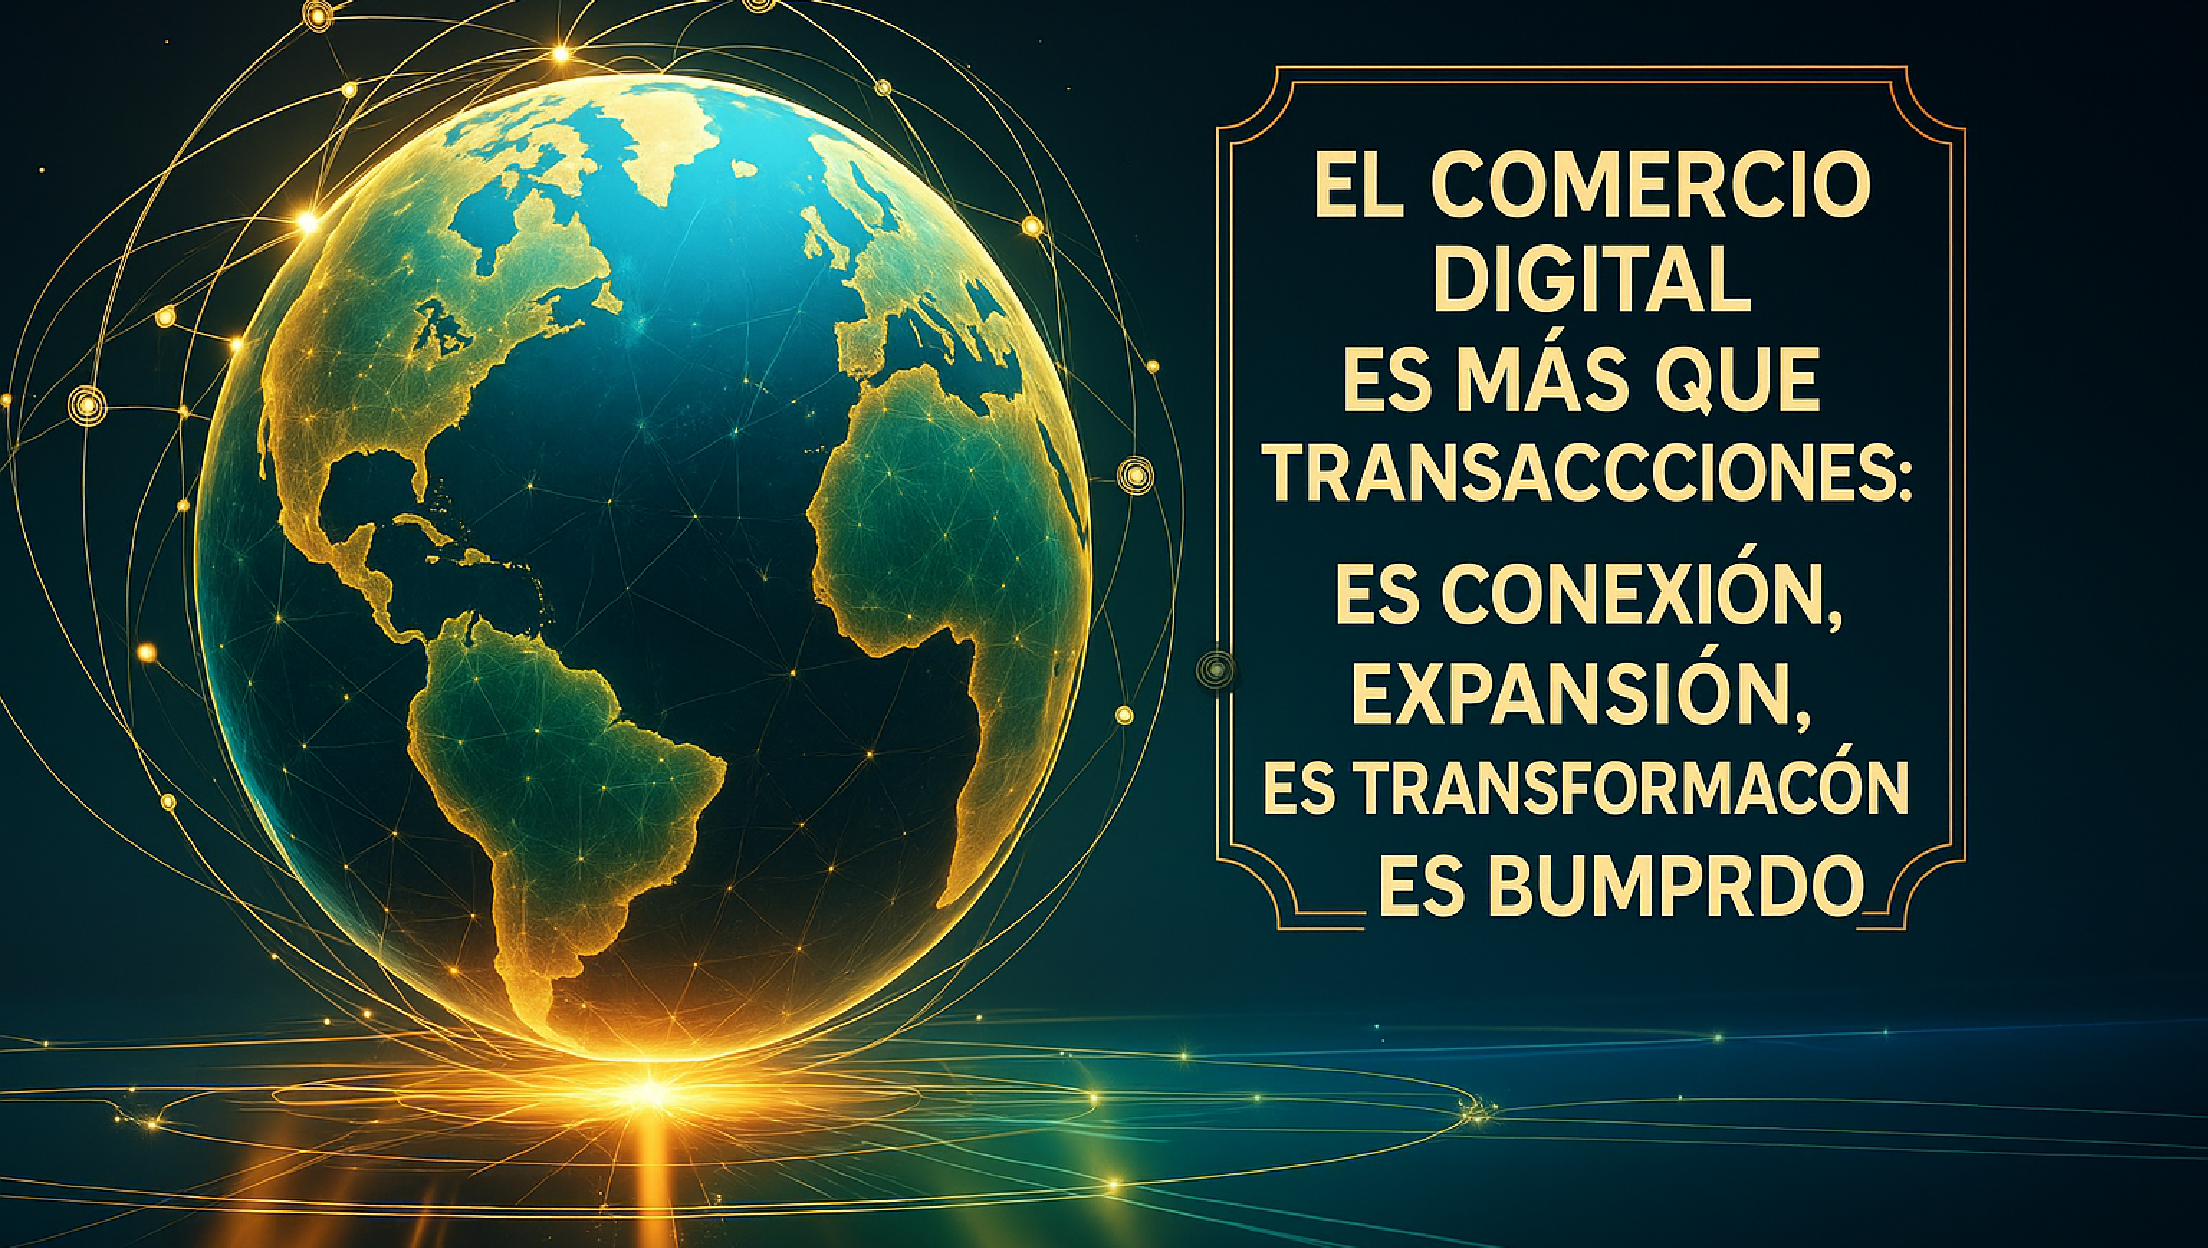 EL COMERCIO
DIGITAL
ES MÁS QUE
TRANSACCCIONES:
ES CONEXIÓN,
EXPANSIÓN,
ES TRANSFORMACÓN
ES BUMPRDO